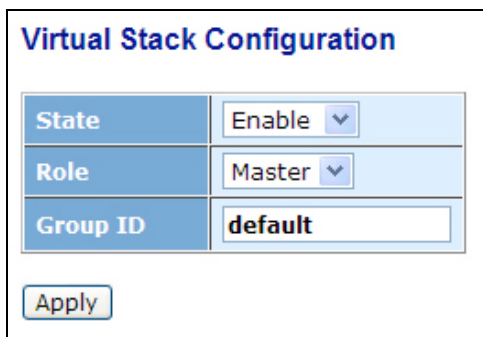 Virtual Stack Configuration
State Enable
Role Master
Group ID default
Apply